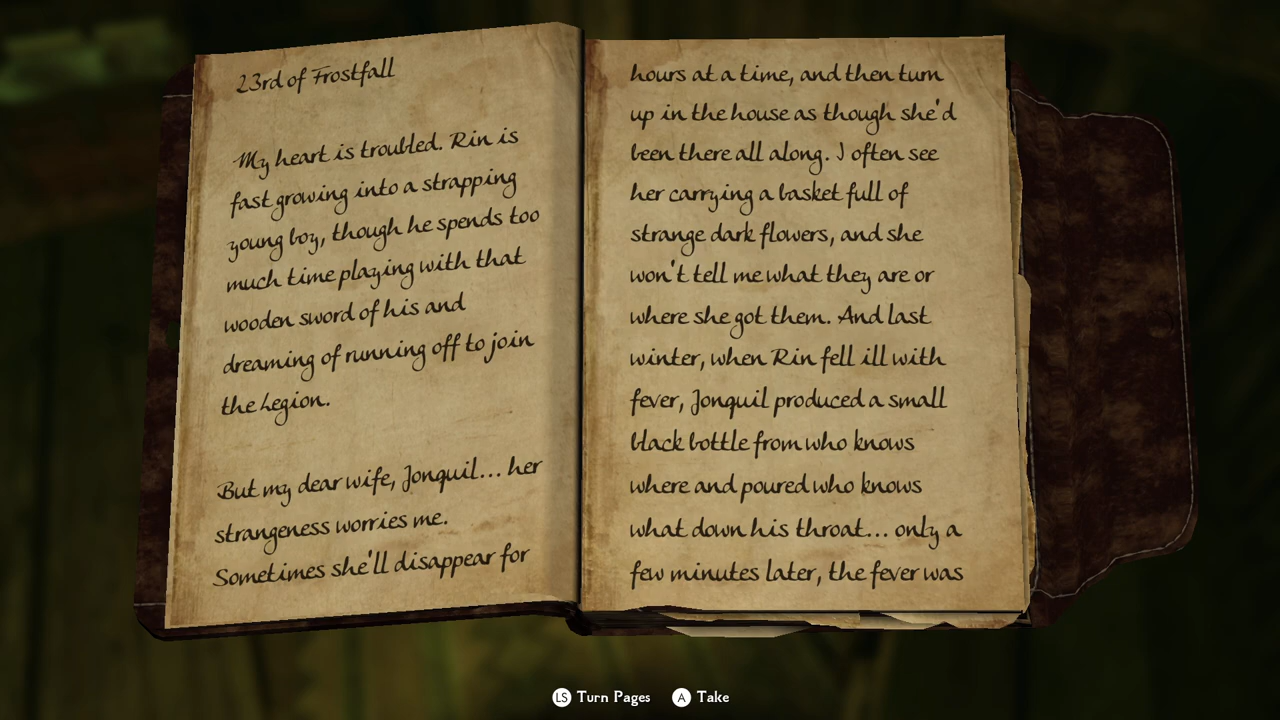 23rd of Frostfall
My heart is troubled. Rin is
fast growing into a strapping
young boy, though he spends too
much time playing with that
wooden sword of his and
dreaming of running off to join
the Legion.
But my dear wife, Jonquil... her
strangeness worries me.
Sometimes she'll disappear for
hours at a time, and then turn
up in the house as though she'd
been there all along. I often see
her carrying a basket full of
strange dark flowers, and she
won't tell me what they are or
where she got them. And last
winter, when Rin fell ill with
fever, Jonquil produced a small
black bottle from who knows
where and poured who knows
what down his throat... only a
few minutes later, the fever was
LS Turn Pages A Take